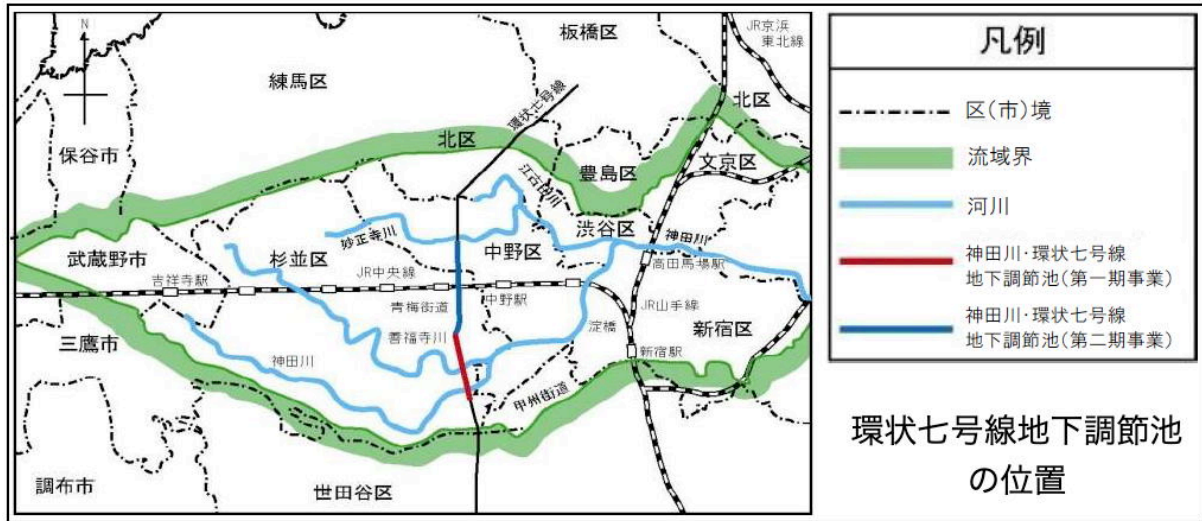 N
板橋区
JR京浜
東北線
練馬区
環状七号線
北区
北区
保谷市
豊島区
文京区
江古田川
妙正寺川
渋谷区
神田川
武蔵野市
杉並区
中野区
高田馬場駅
吉祥寺駅
JR中央線
青梅街道
中野駅
JR山手線
三鷹市
善福寺川
淀橋
新宿区
神田川
新宿駅
甲州街道
調布市
世田谷区
凡例
区(市)境
流域界
河川
神田川・環状七号線
地下調節池(第一期事業)
神田川・環状七号線
地下調節池(第二期事業)
環状七号線地下調節池
の位置